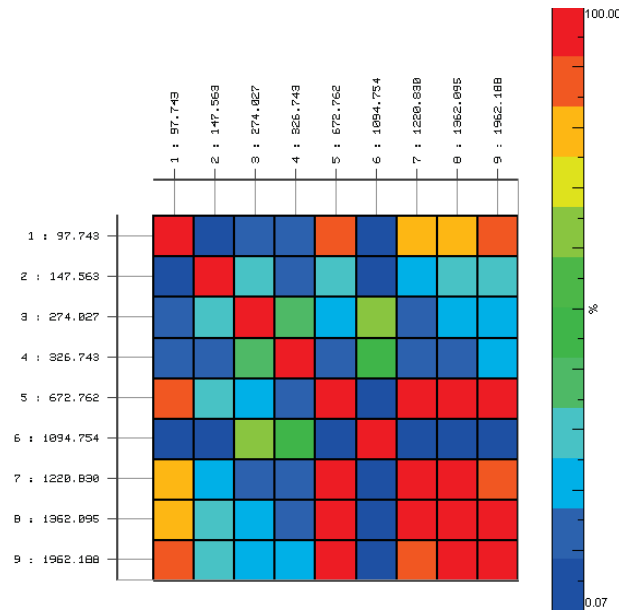 100.00
1 : 97.743
2 : 147.563
3 : 274.027
4 : 326.743
5 : 672.762
6 : 1094.754
7 : 1220.830
8 : 1362.095
9 : 1962.188
1 : 97.743
2 : 147.563
3 : 274.027
4 : 326.743
5 : 672.762
6 : 1094.754
7 : 1220.830
8 : 1362.095
9 : 1962.188
%
0.07